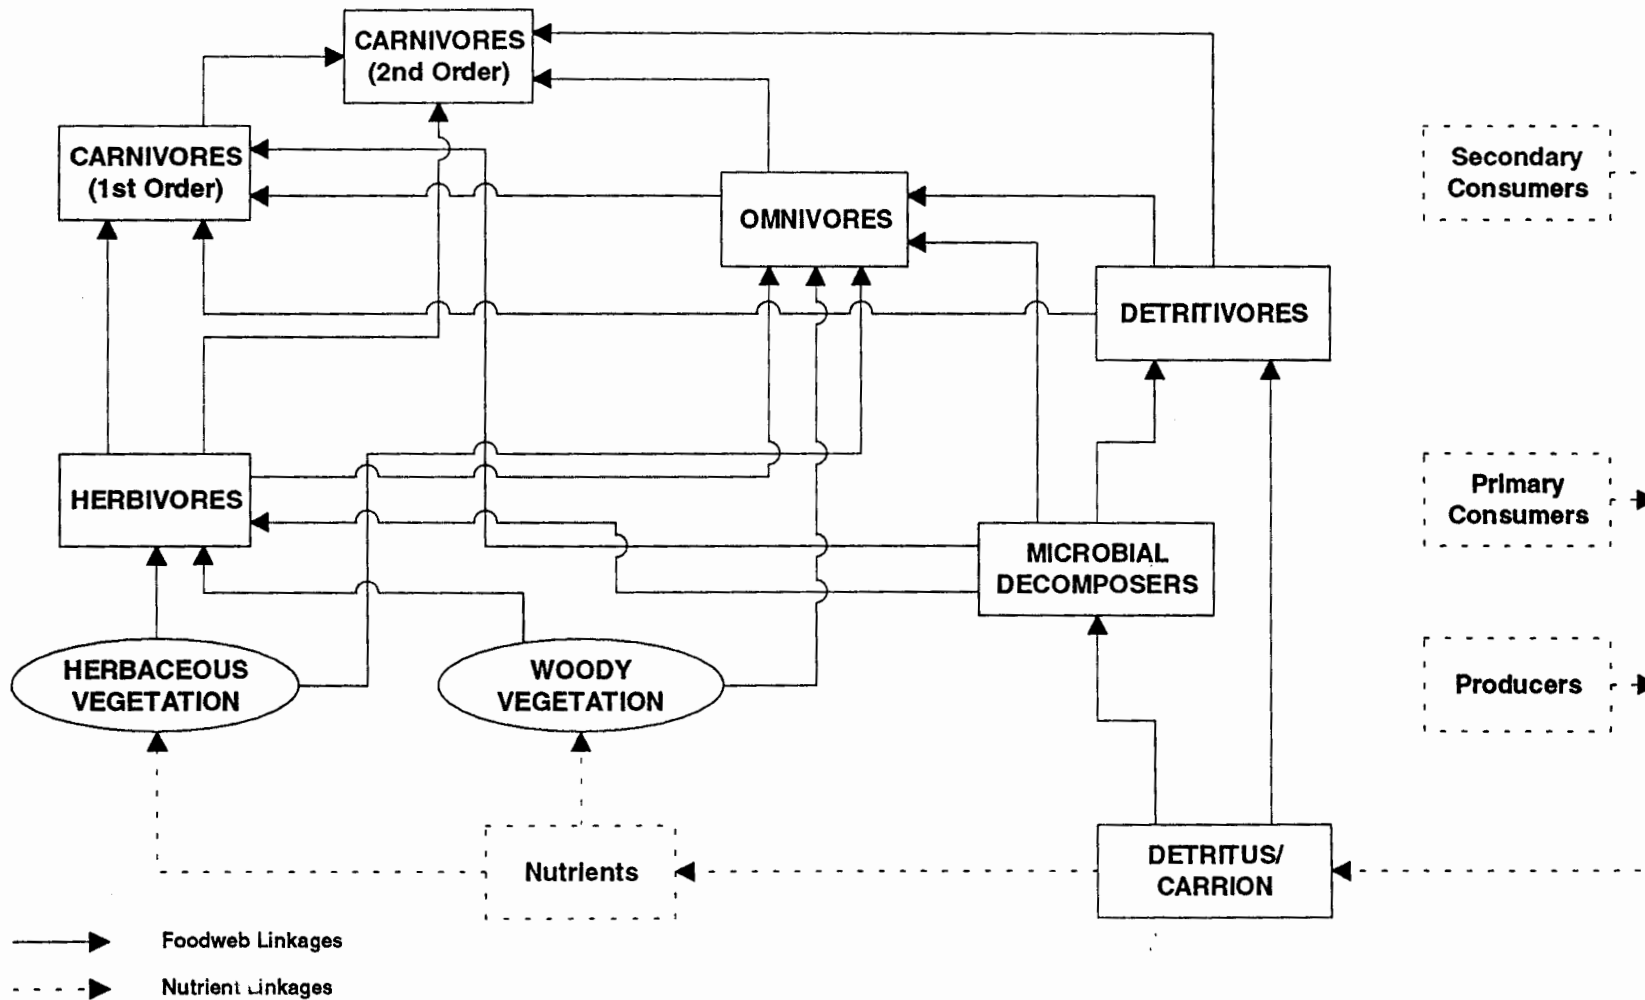 CARNIVORES
(2nd Order)
CARNIVORES
(1st Order)
Secondary
Consumers
OMNIVORES
DETRITIVORES
HERBIVORES
Primary
Consumers
MICROBIAL
DECOMPOSERS
HERBACEOUS
VEGETATION
WOODY
VEGETATION
Producers
Nutrients
DETRITUS/
CARRION
Foodweb Linkages
Nutrient Linkages